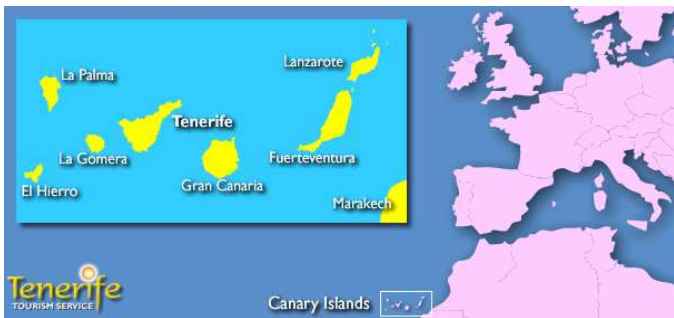 Lanzarote
La Palma
Tenerife
La Gomera
Fuerteventura
El Hierro
Gran Canaria
Marakech
Tenerife
TOURISM SERVICE
Canary Islands